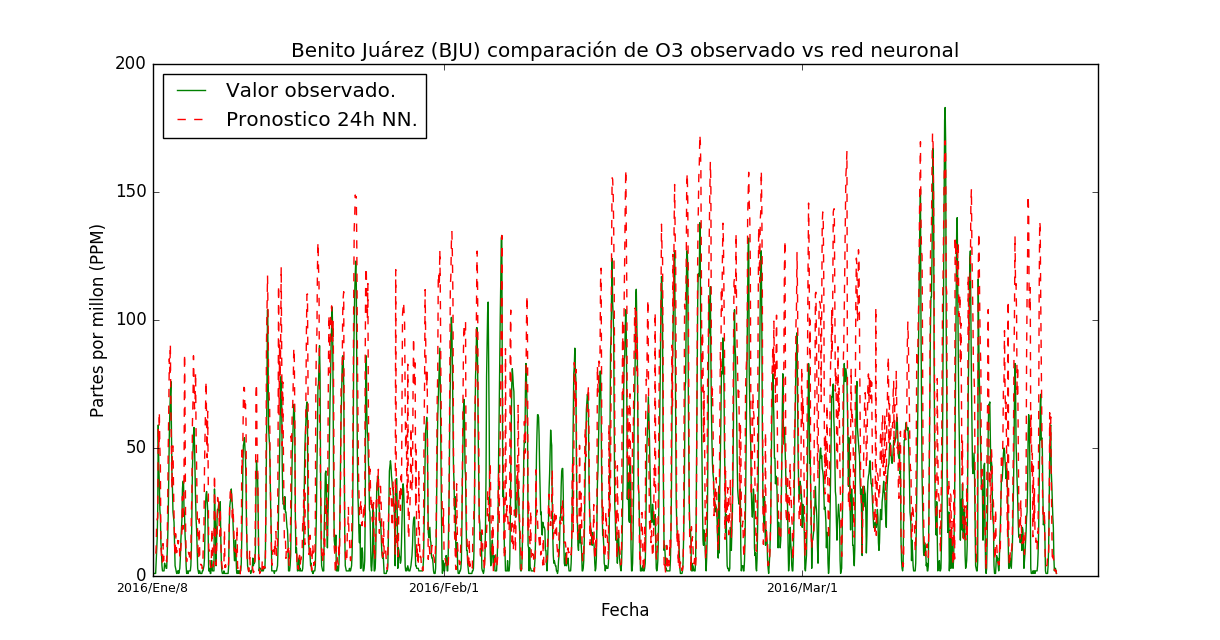 Benito Juárez (BJU) comparación de O3 observado vs red neuronal
200
Valor observado.
Pronostico 24h NN.
150
100
50
0
Partes por millon (PPM)
2016/Ene/8
2016/Feb/1
2016/Mar/1
Fecha